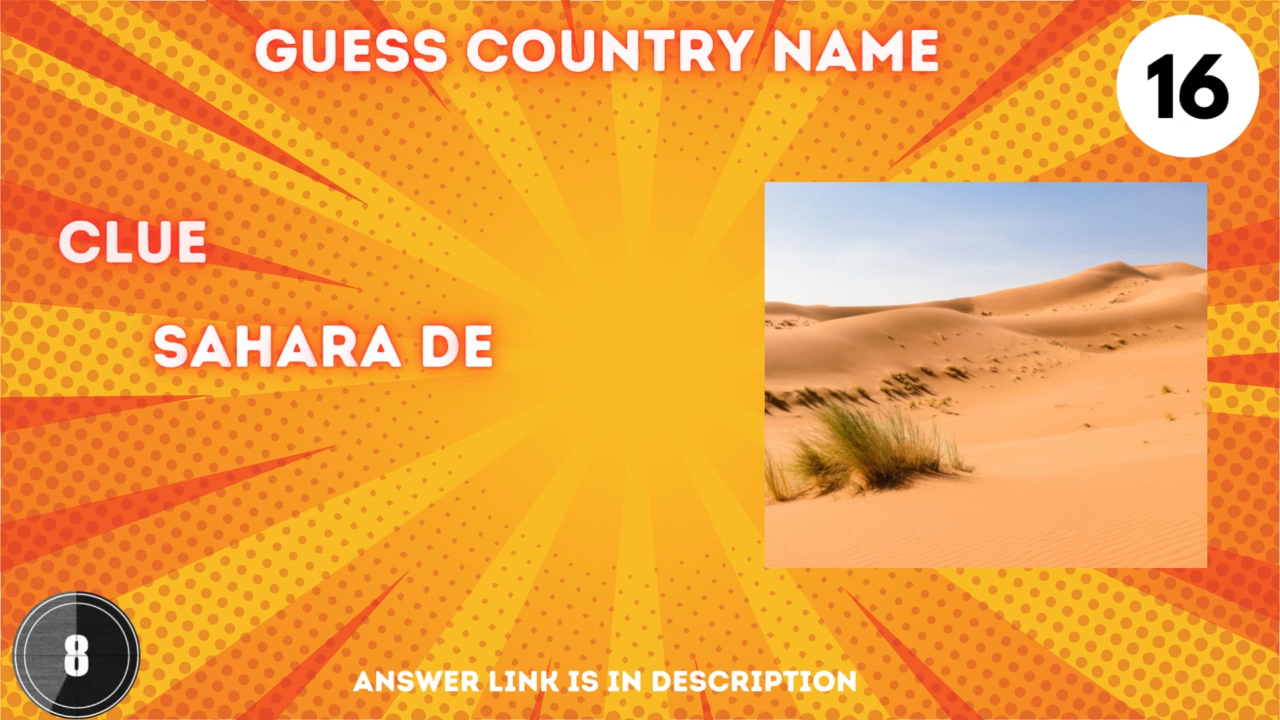 GUESS COUNTRY NAME
16
CLUE
SAHARA DE
8
ANSWER LINK IS IN DESCRIPTION